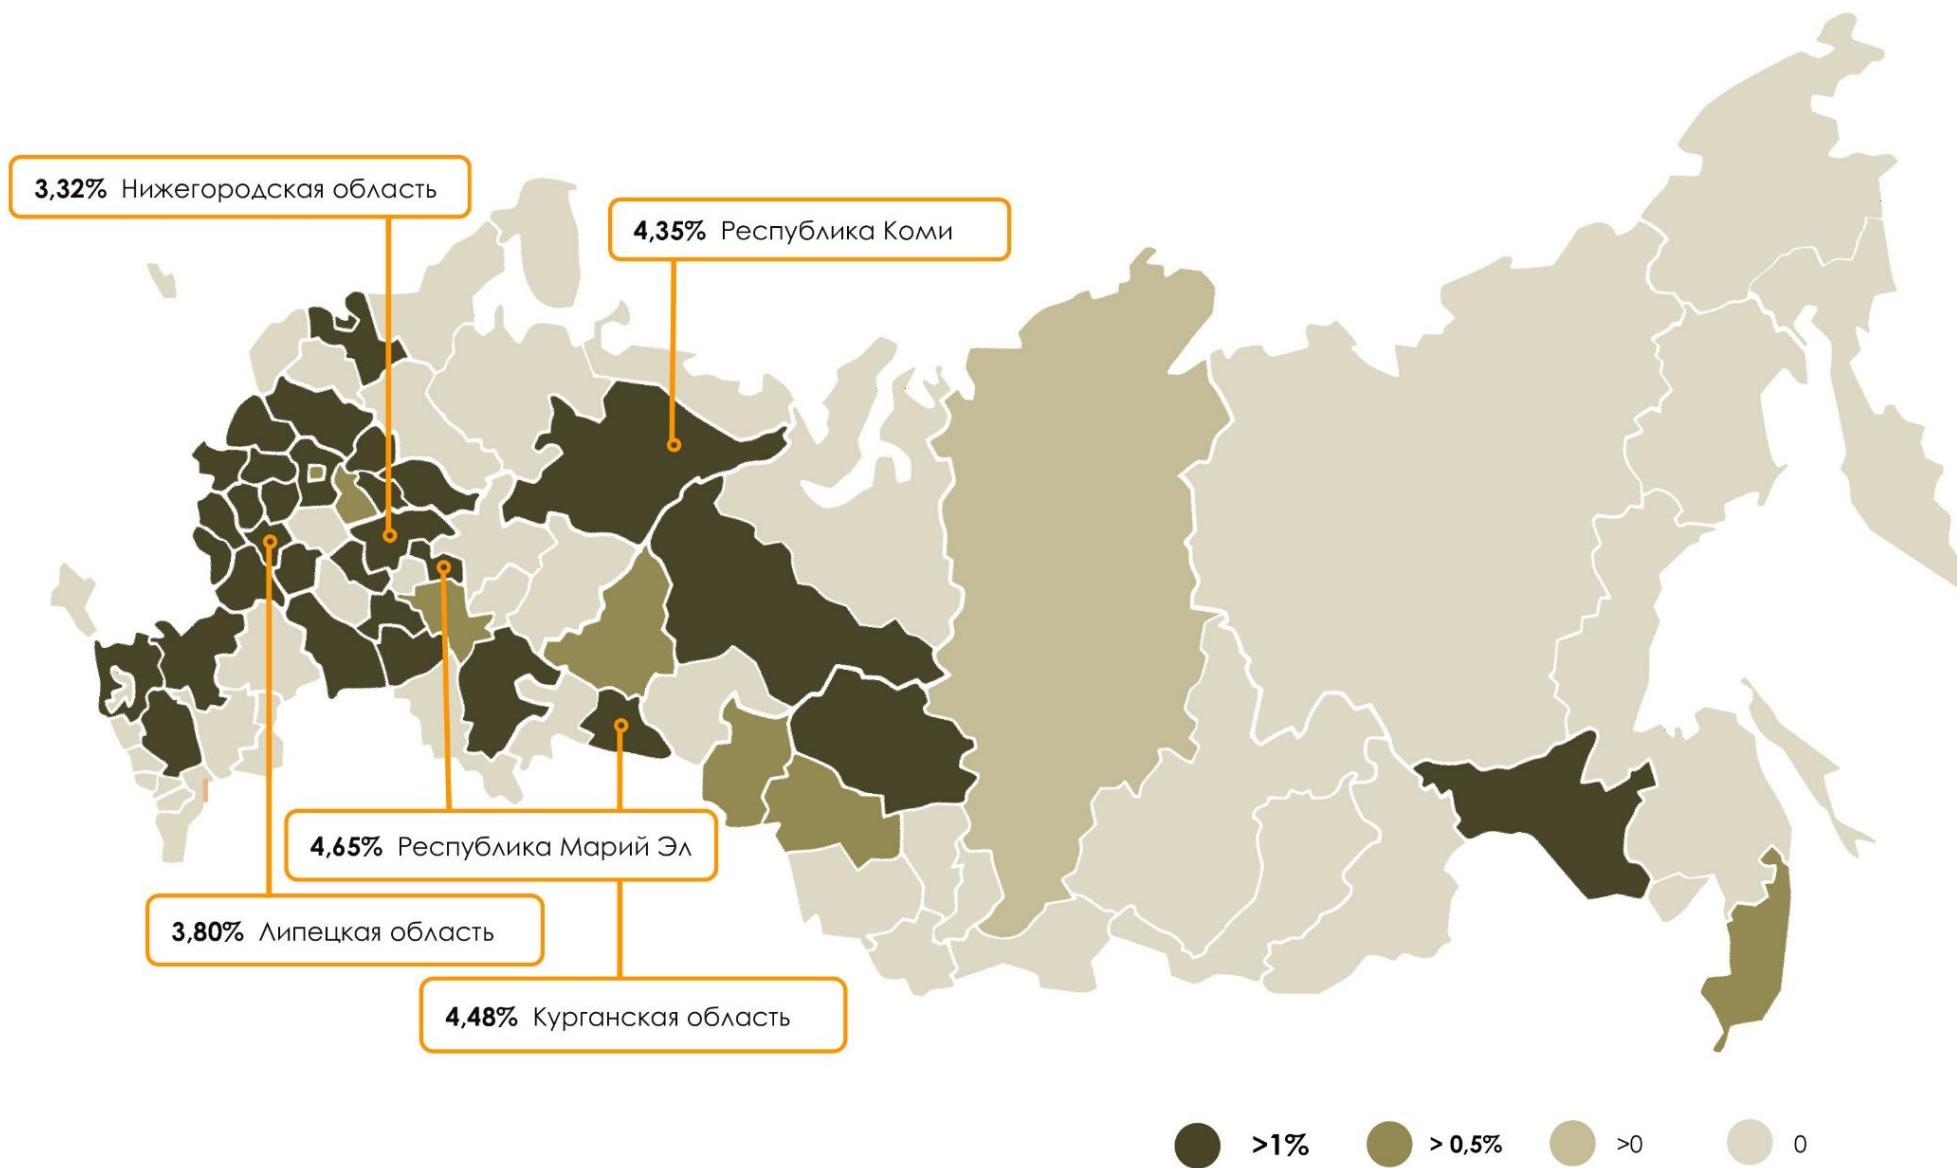 3,32% Нижегородская область
4,35% Республика Коми
4,65% Республика Марий Эл
3,80% Липецкая область
4,48% Курганская область
>1%
> 0,5%
>0
0